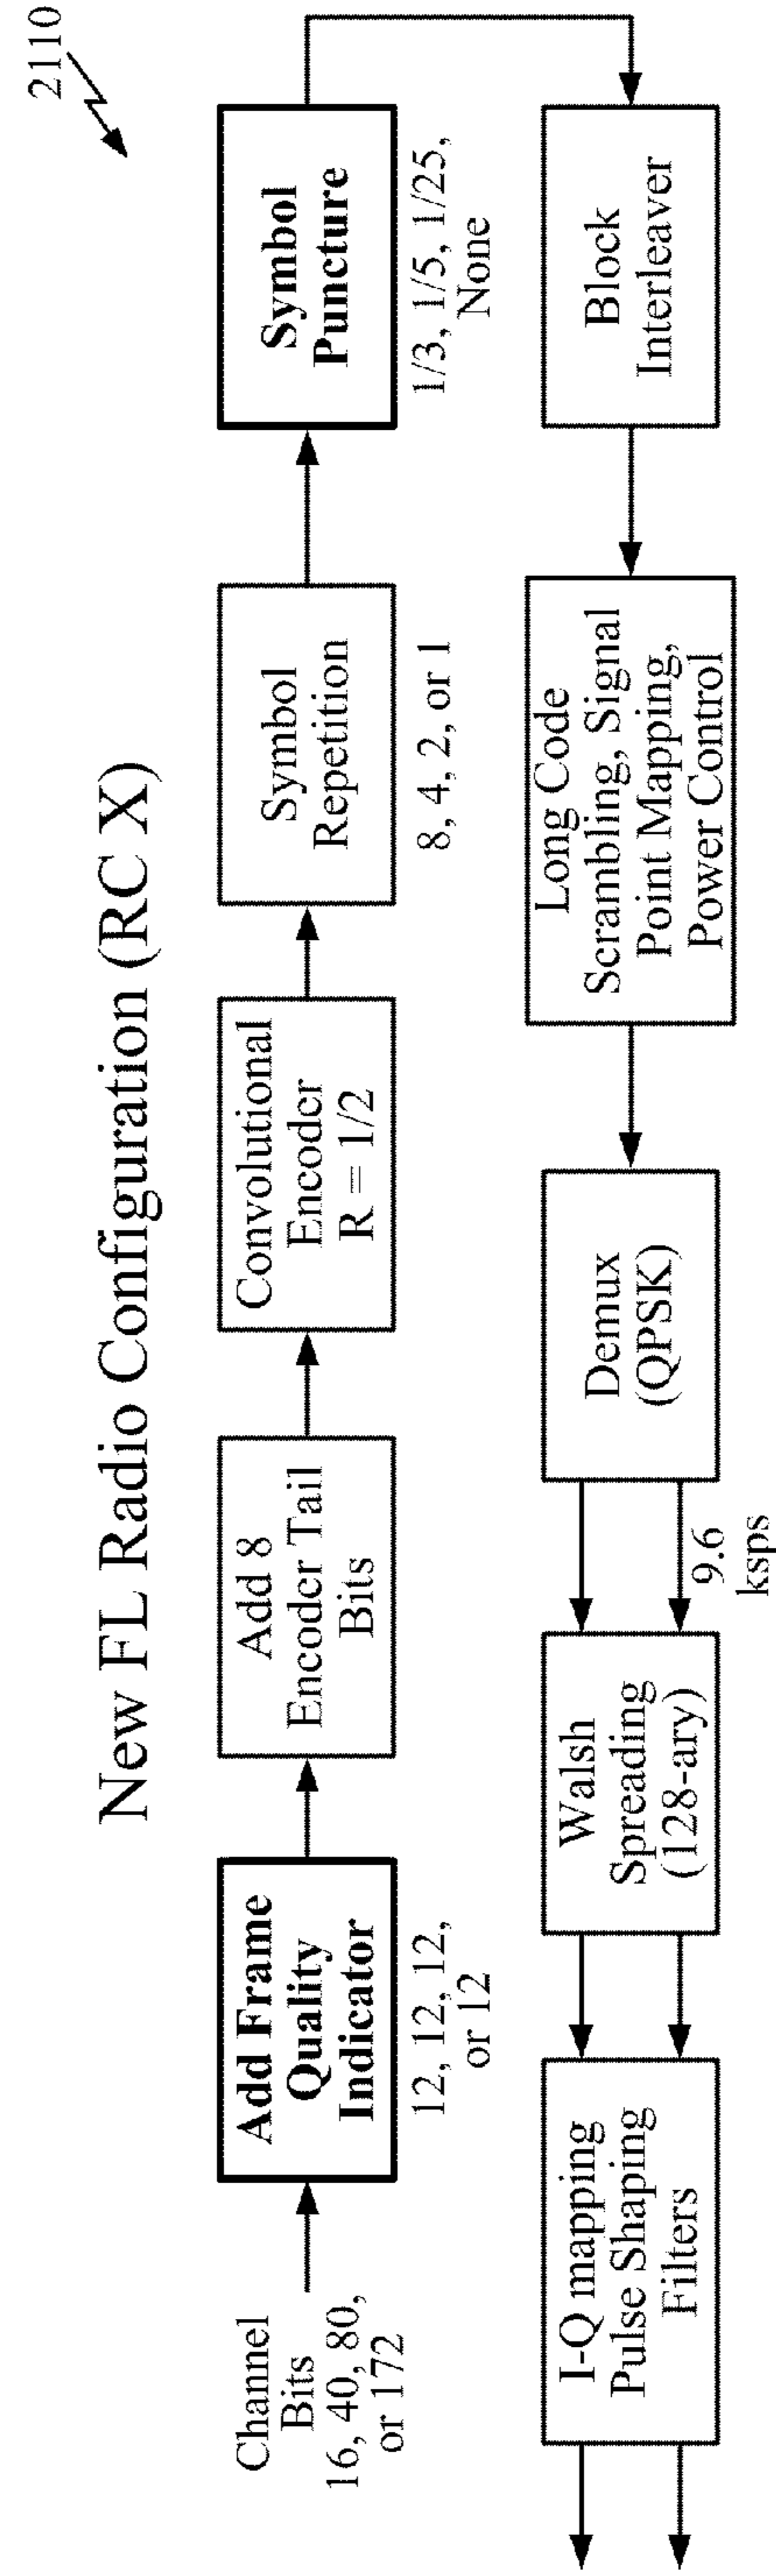 New FL Radio Configuration (RC X)
2110
Channel
Bits
16, 40, 80,
or 172
Add Frame
Quality
Indicator
12, 12, 12,
or 12
Add 8
Encoder Tail
Bits
Convolutional
Encoder
R = 1/2
Symbol
Repetition
8, 4, 2, or 1
Symbol
Puncture
1/3, 1/5, 1/25,
None
Block
Interleaver
Long Code
Scrambling, Signal
Point Mapping,
Power Control
Demux
(QPSK)
9.6
ksps
Walsh
Spreading
(128-ary)
I-Q mapping
Pulse Shaping
Filters